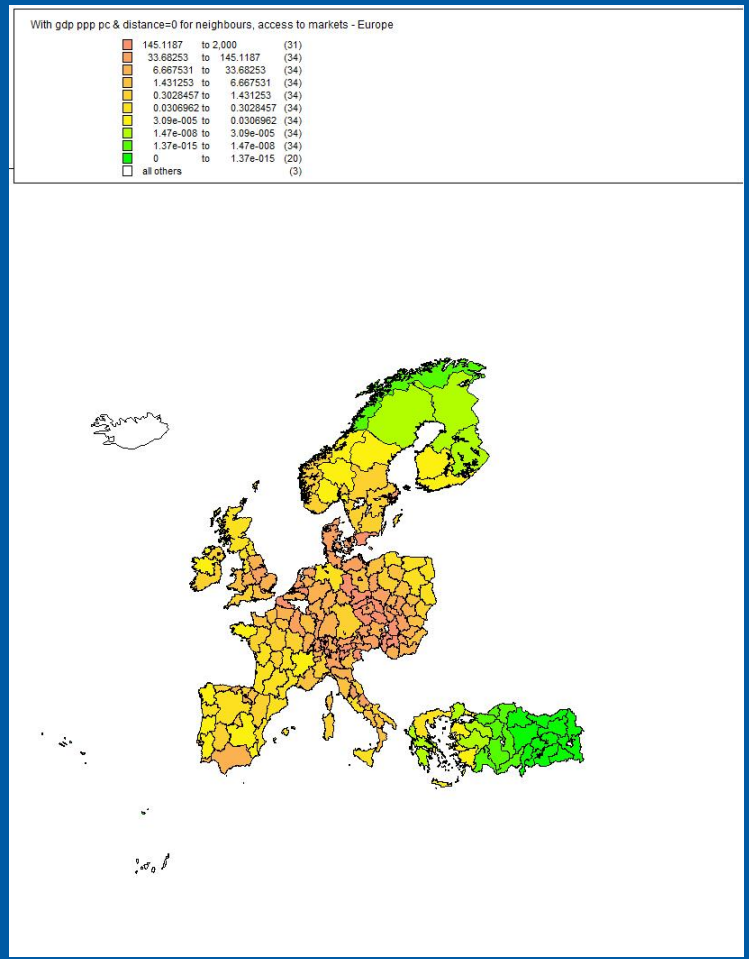 With gdp ppp pc & distance=0 for neighbours, access to markets - Europe
145.1187 to 2,000 (31)
33.68253 to 145.1187 (34)
6.667531 to 33.68253 (34)
1.431253 to 6.667531 (34)
0.3028457 to 1.431253 (34)
0.0306962 to 0.3028457 (34)
3.09e-005 to 0.0306962 (34)
1.47e-008 to 3.09e-005 (34)
1.37e-015 to 1.47e-008 (34)
0 to 1.37e-015 (20)
all others (3)